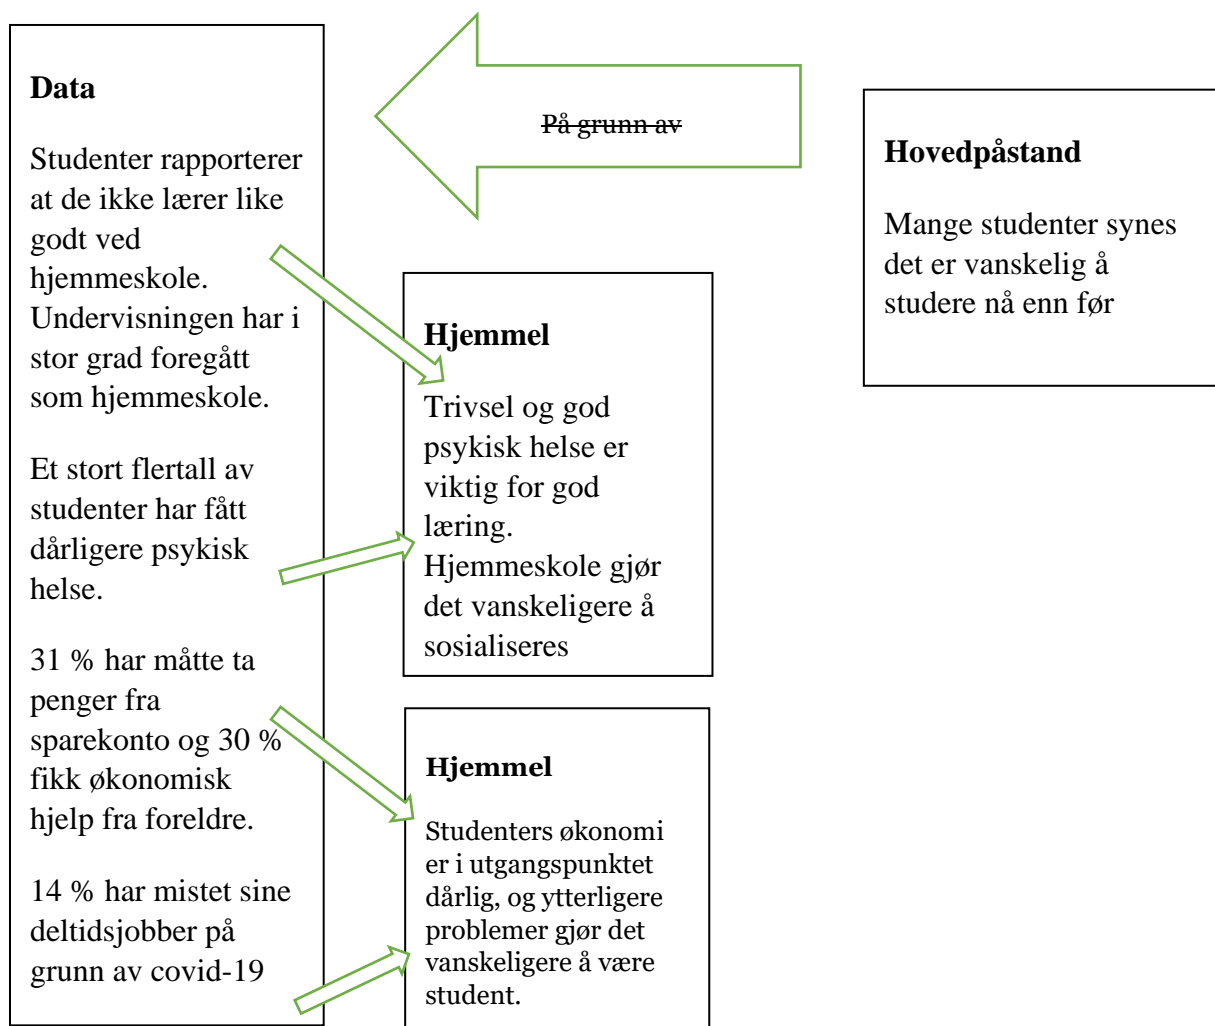 Data
Studenter rapporterer
at de ikke lærer like
godt ved
hjemmeskole.
Undervisningen har i
stor grad foregått
som hjemmeskole.
Et stort flertall av
studenter har fått
dårligere psykisk
helse.
31 % har måtte ta
penger fra
sparekonto og 30 %
fikk økonomisk
hjelp fra foreldre.
14 % har mistet sine
deltidsjobber på
grunn av covid-19
På grunn av
Hjemmel
Trivsel og god
psykisk helse er
viktig for god
læring.
Hjemmeskole gjør
det vanskeligere å
sosialiseres
Hjemmel
Studenters økonomi
er i utgangspunktet
dårlig, og ytterligere
problemer gjør det
vanskeligere å være
student.
Hovedpåstand
Mange studenter synes
det er vanskelig å
studere nå enn før